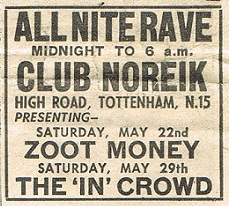 ALL NITE RAVE
MIDNIGHT TO 6 a.m.
CLUB NOREIK
HIGH ROAD, TOTTENHAM, N.15
PRESENTING—
SATURDAY, MAY 22nd
ZOOT MONEY
SATURDAY, MAY 29th
THE 'IN' CROWD